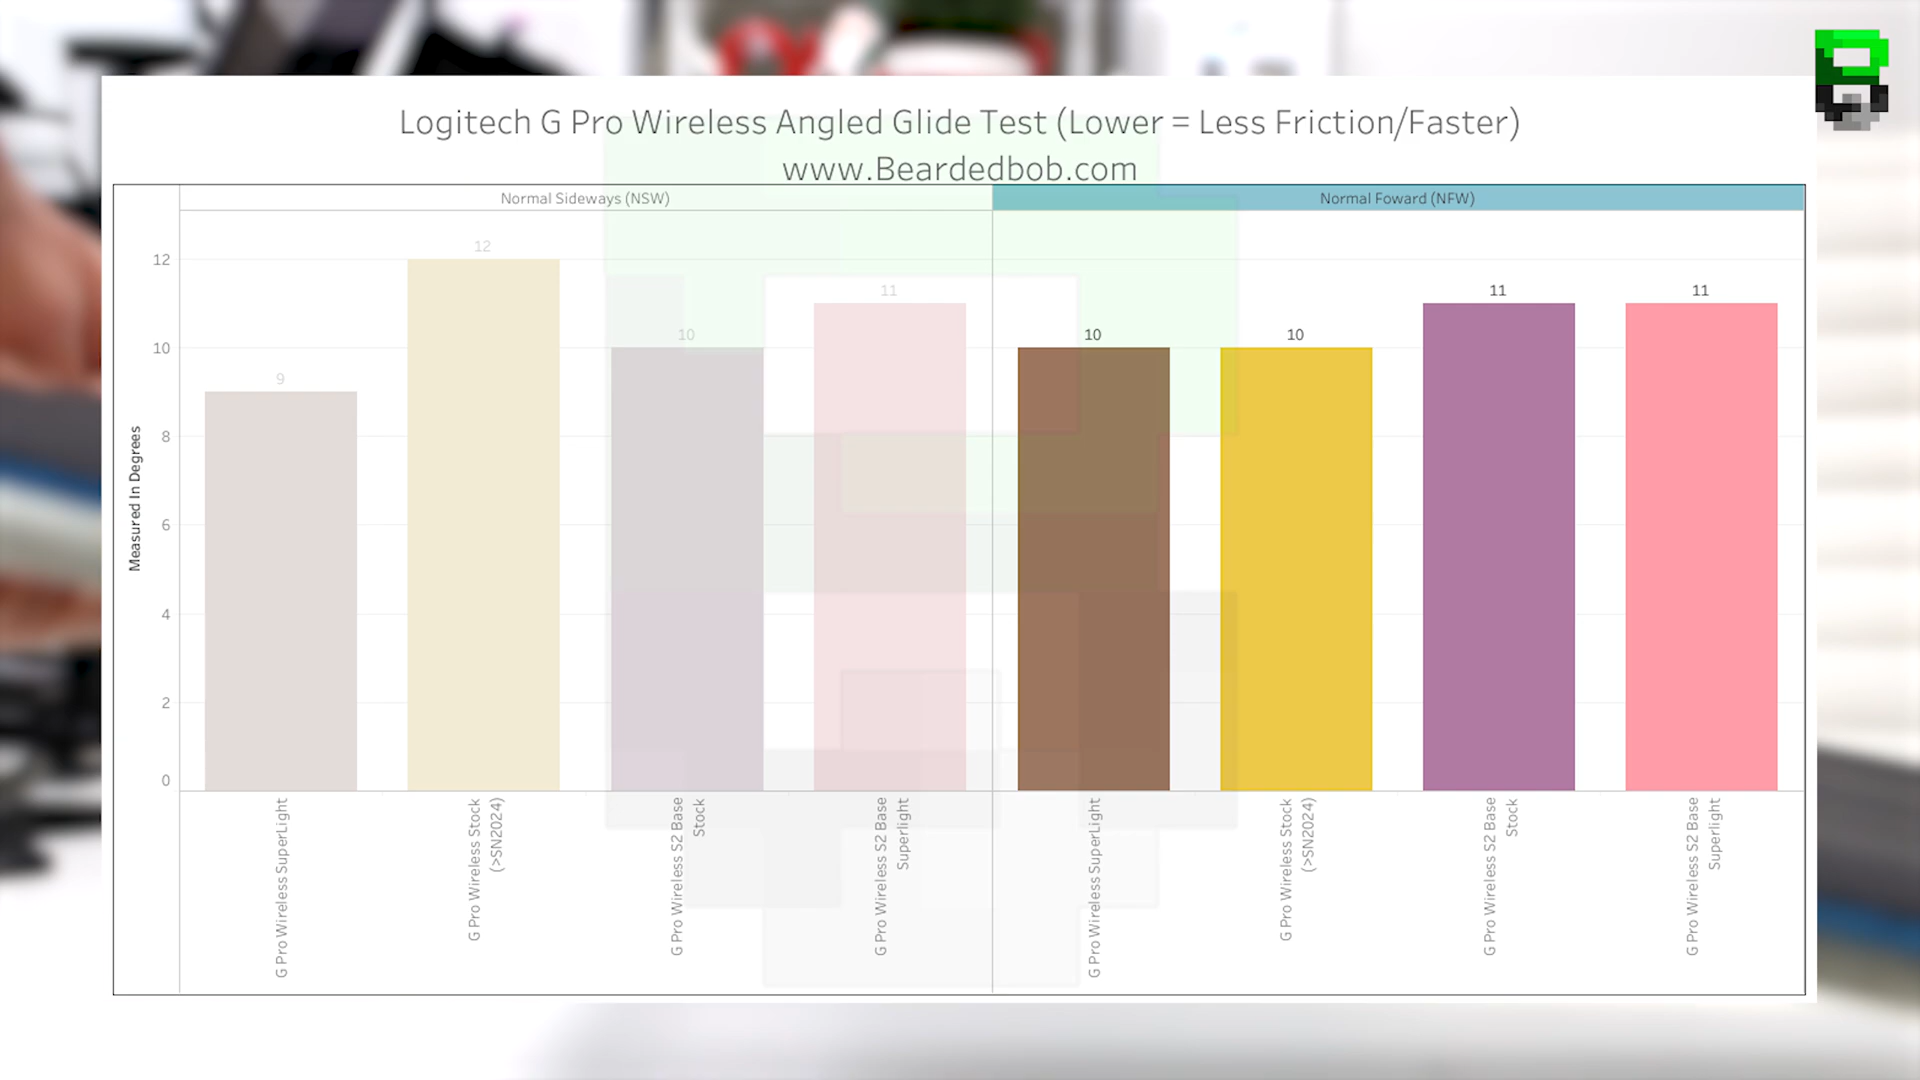 Logitech G Pro Wireless Angled Glide Test (Lower = Less Friction/Faster)
www.Beardedbob.com
Normal Sideways (NSW)
Normal Foward (NFW)
Measured In Degrees
12
10
8
6
4
2
0
9
12
10
11
10
10
11
11
G Pro Wireless SuperLight
G Pro Wireless Stock
(>SN2024)
G Pro Wireless S2 Base
Stock
G Pro Wireless S2 Base
Superlight
G Pro Wireless SuperLight
G Pro Wireless Stock
(>SN2024)
G Pro Wireless S2 Base
Stock
G Pro Wireless S2 Base
Superlight